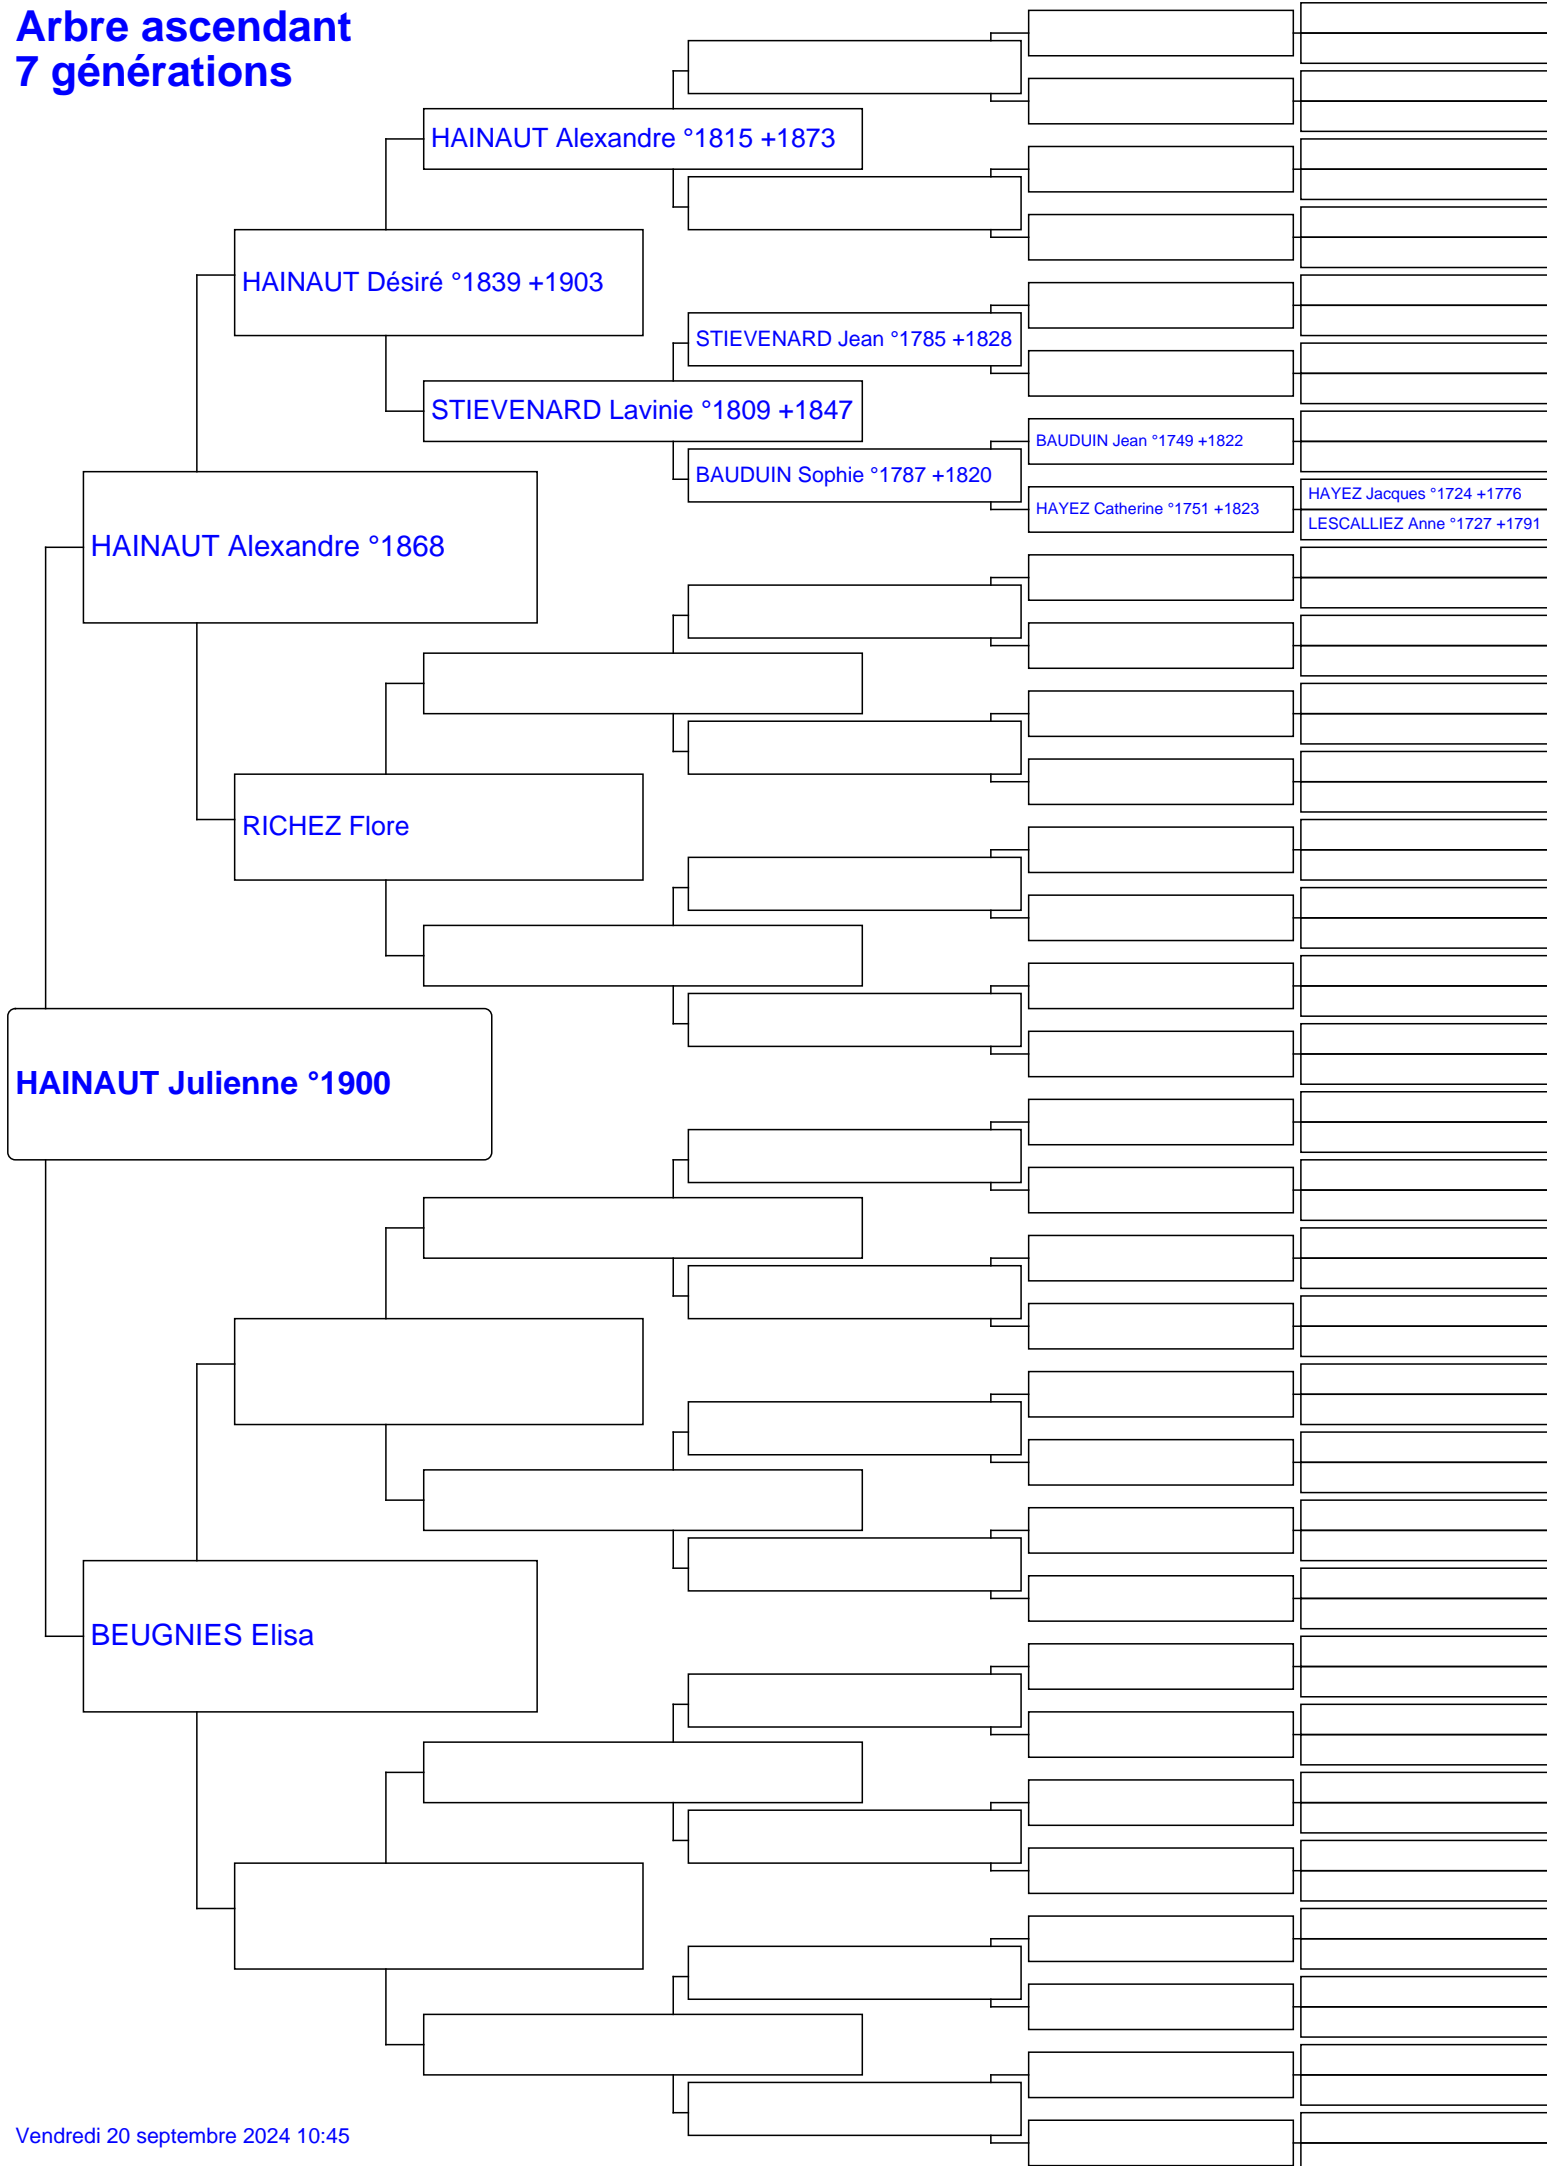 Arbre ascendant
7 générations
HAINAUT Alexandre °1815 +1873
HAINAUT Désiré °1839 +1903
STIEVENARD Jean °1785 +1828
STIEVENARD Lavinie °1809 +1847
BAUDUIN Jean °1749 +1822
BAUDUIN Sophie °1787 +1820
HAYEZ Jacques °1724 +1776
HAYEZ Catherine °1751 +1823
LESCALLIEZ Anne °1727 +1791
HAINAUT Alexandre °1868
RICHEZ Flore
HAINAUT Julienne °1900
BEUGNIES Elisa
Vendredi 20 septembre 2024 10:45